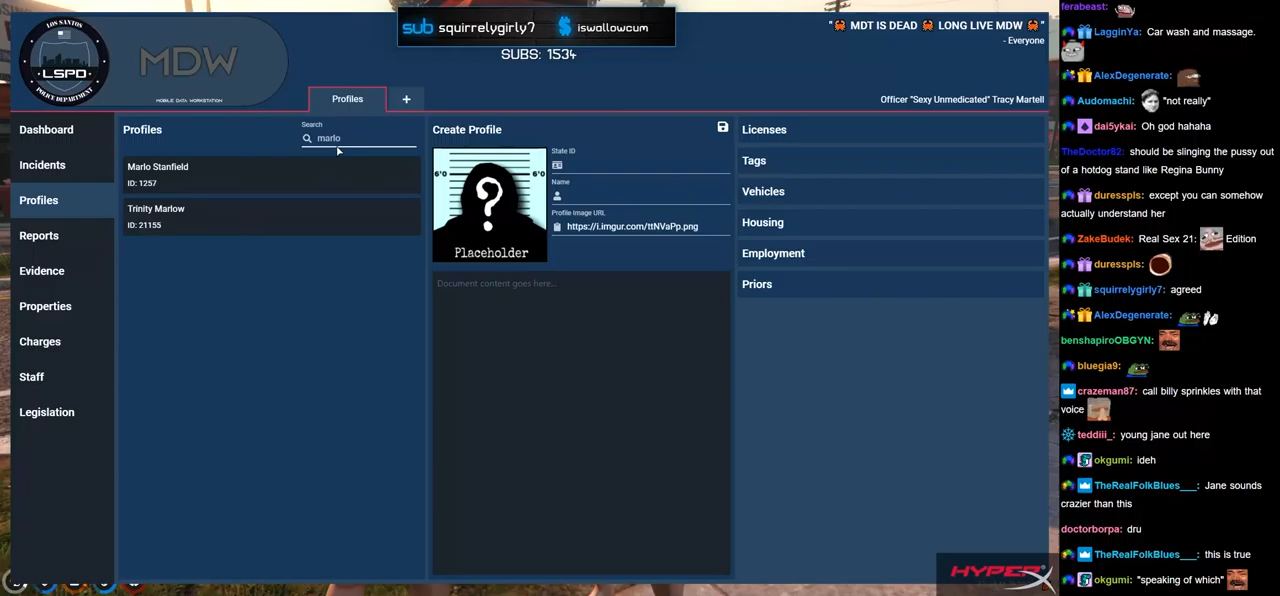 sub squirrelygirly7 iswallowcum
SUBS: 1534
" MDT IS DEAD LONG LIVE MDW "
- Everyone
LOS SANTOS
LSPD
POLICE DEPARTMENT
MDW
MOBILE DATA WORKSTATION
Profiles
+
Officer "Sexy Unmedicated" Tracy Martell
Dashboard
Incidents
Profiles
Reports
Evidence
Properties
Charges
Staff
Legislation
Profiles
Search
marlo
Marlo Stanfield
ID: 1257
Trinity Marlow
ID: 21155
Create Profile
6'0 6'0
Placeholder
State ID
Name
Profile Image URL
https://i.imgur.com/ttNVaPp.png
Document content goes here...
Licenses
Tags
Vehicles
Housing
Employment
Priors
HYPERX
ferabeast:
LagginYa: Car wash and massage.
AlexDegenerate:
Audomachi: "not really"
dai5ykai: Oh god hahaha
TheDoctor82: should be slinging the pussy out
of a hotdog stand like Regina Bunny
duresspls: except you can somehow
actually understand her
ZakeBudek: Real Sex 21: Edition
duresspls:
squirrelygirly7: agreed
AlexDegenerate:
benshapiroOBGYN:
bluegia9:
crazeman87: call billy sprinkles with that
voice
teddiii_: young jane out here
okgumi: ideh
TheRealFolkBlues___: Jane sounds
crazier than this
doctorborpa: dru
TheRealFolkBlues___: this is true
okgumi: "speaking of which"